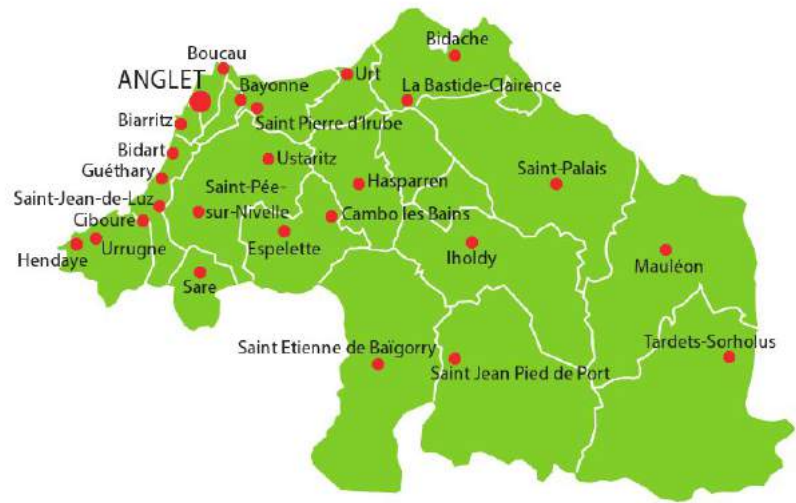 Boucau
Bidache
ANGLET
Bayonne
Urt
La Bastide-Clairence
Biarritz
Saint Pierre d'Irube
Bidart
Ustaritz
Guéthary
Saint-Palais
Saint-Pée-
sur-Nivelle
Hasparren
Saint-Jean-de-Luz
Ciboure
Cambo les Bains
Hendaye
Urrugne
Espelette
Iholdy
Mauléon
Sare
Saint Etienne de Baïgorry
Saint Jean Pied de Port
Tardets-Sorholus